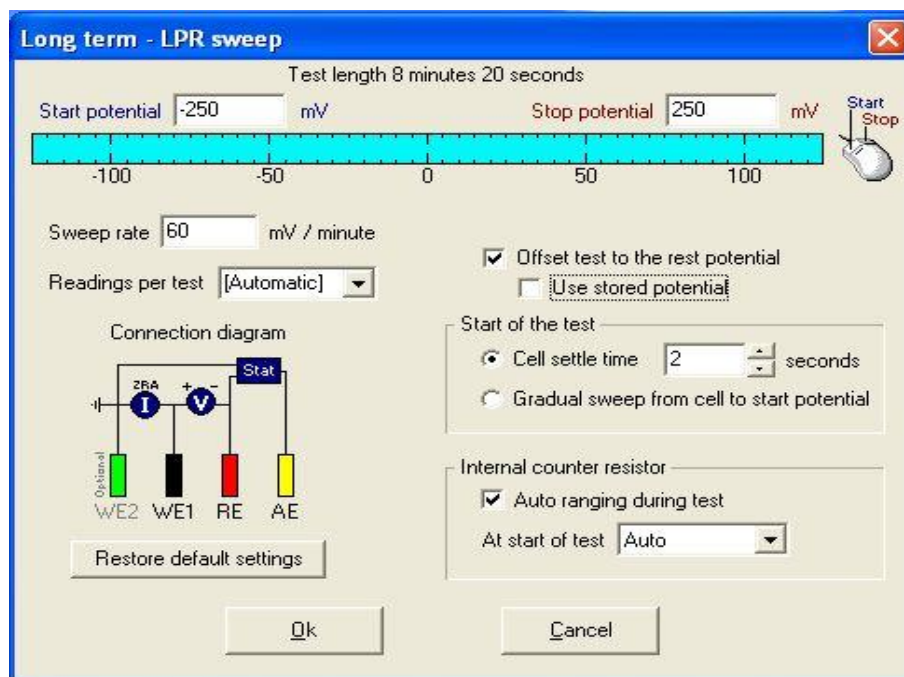 Long term - LPR sweep
Test length 8 minutes 20 seconds
Start potential -250 mV
Stop potential 250 mV
Start
Stop
-100 -50 0 50 100
Sweep rate 60 mV / minute
Readings per test [Automatic]
Connection diagram
Stat
ZRA
I
+ V -
Optional
WE2 WE1 RE AE
Restore default settings
Offset test to the rest potential
Use stored potential
Start of the test
Cell settle time 2 seconds
Gradual sweep from cell to start potential
Internal counter resistor
Auto ranging during test
At start of test Auto
Ok
Cancel